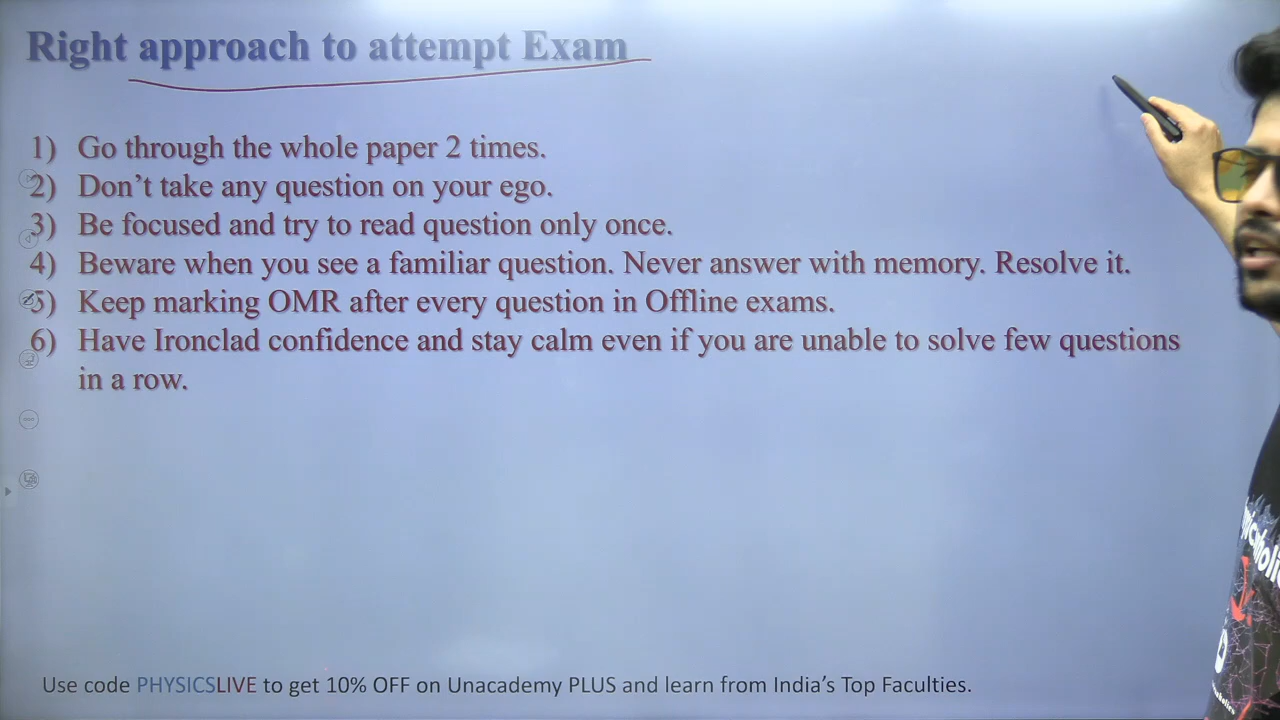 Right approach to attempt Exam
1) Go through the whole paper 2 times.
2) Don’t take any question on your ego.
3) Be focused and try to read question only once.
4) Beware when you see a familiar question. Never answer with memory. Resolve it.
5) Keep marking OMR after every question in Offline exams.
6) Have Ironclad confidence and stay calm even if you are unable to solve few questions
in a row.
Use code PHYSICSLIVE to get 10% OFF on Unacademy PLUS and learn from India’s Top Faculties.